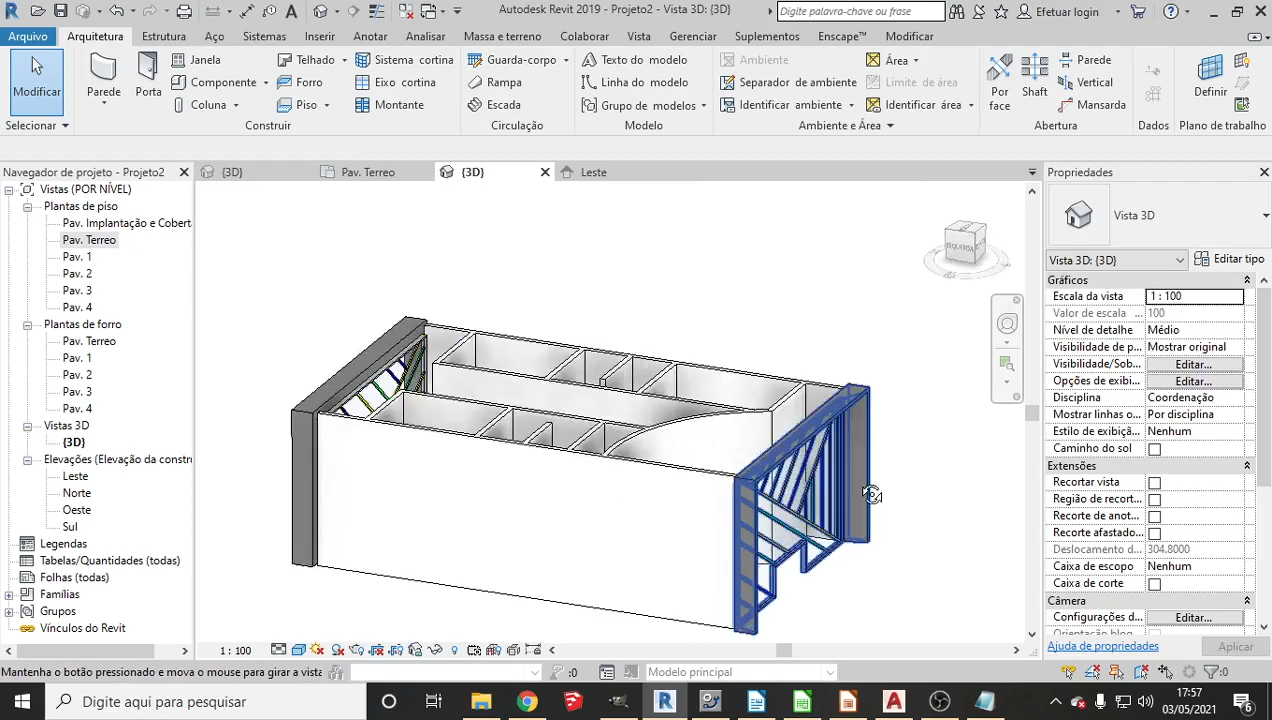 Autodesk Revit 2019 - Projeto2 - Vista 3D: {3D}
Digite palavra-chave ou frase
Efetuar login
Arquivo Arquitetura Estrutura Aço Sistemas Inserir Anotar Analisar Massa e terreno Colaborar Vista Gerenciar Suplementos Enscape™ Modificar
Modificar
Selecionar
Parede
Porta
Janela
Componente
Coluna
Telhado
Forro
Piso
Sistema cortina
Eixo cortina
Montante
Construir
Guarda-corpo
Rampa
Escada
Circulação
Texto do modelo
Linha do modelo
Grupo de modelos
Modelo
Ambiente
Separador de ambiente
Identificar ambiente
Área
Limite de área
Identificar área
Ambiente e Área
Por face
Shaft
Parede
Vertical
Mansarda
Abertura
Dados
Definir
Plano de trabalho
Navegador de projeto - Projeto2
Vistas (POR NÍVEL)
Plantas de piso
Pav. Implantação e Cobert
Pav. Terreo
Pav. 1
Pav. 2
Pav. 3
Pav. 4
Plantas de forro
Pav. Terreo
Pav. 1
Pav. 2
Pav. 3
Pav. 4
Vistas 3D
{3D}
Elevações (Elevação da constru
Leste
Norte
Oeste
Sul
Legendas
Tabelas/Quantidades (todas)
Folhas (todas)
Famílias
Grupos
Vínculos do Revit
{3D} Pav. Terreo {3D} Leste
1 : 100
Propriedades
Vista 3D
Vista 3D: {3D} Editar tipo
Gráficos
Escala da vista 1 : 100
Valor de escala ... 100
Nível de detalhe Médio
Visibilidade de p... Mostrar original
Visibilidade/Sob... Editar...
Opções de exibi... Editar...
Disciplina Coordenação
Mostrar linhas o... Por disciplina
Estilo de exibiçã... Nenhum
Caminho do sol
Extensões
Recortar vista
Região de recort...
Recorte de anot...
Recorte afastado...
Deslocamento d... 304.8000
Caixa de escopo Nenhum
Caixa de corte
Câmera
Configurações d... Editar...
Ajuda de propriedades Aplicar
Mantenha o botão pressionado e mova o mouse para girar a vista
:0
Modelo principal
:0
Digite aqui para pesquisar
17:57
03/05/2021
6